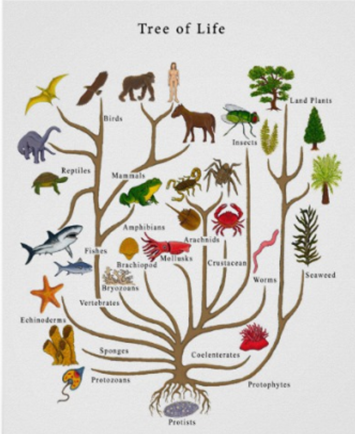 Tree of Life
Land Plants
Birds
Insects
Reptiles
Mammals
Amphibians
Arachnids
Fishes
Mollusks
Brachiopod
Crustacean
Seaweed
Worms
Bryozoans
Vertebrates
Echinoderms
Sponges
Coelenterates
Protozoans
Protophytes
Protists